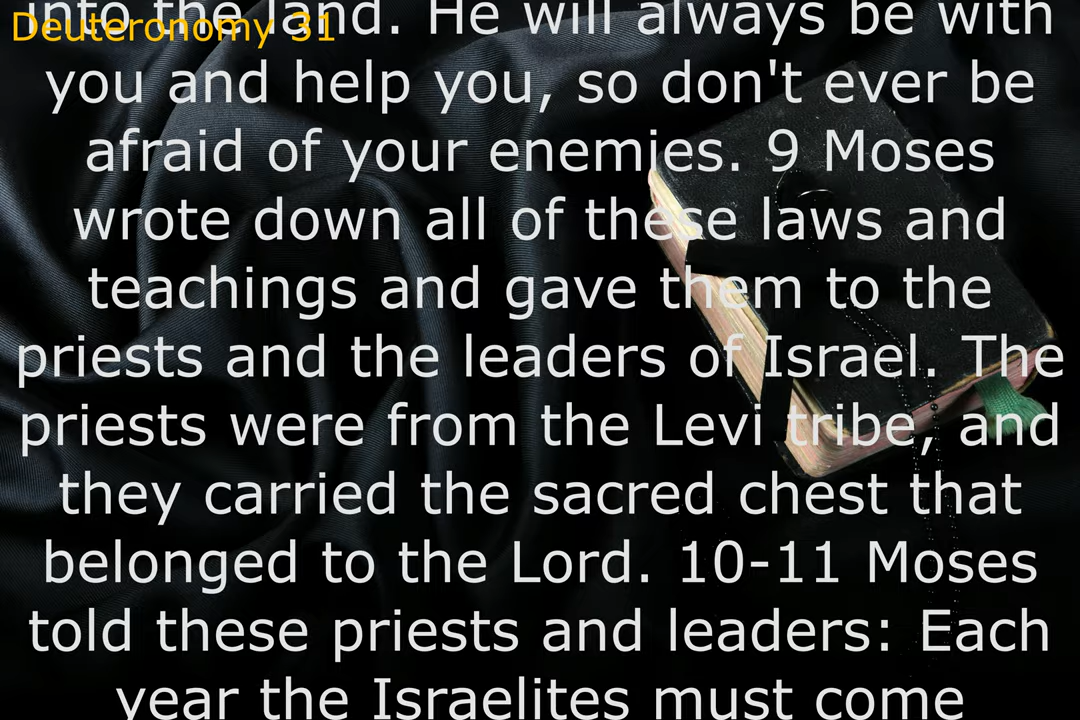 Deuteronomy 31
into the land. He will always be with
you and help you, so don't ever be
afraid of your enemies. 9 Moses
wrote down all of these laws and
teachings and gave them to the
priests and the leaders of Israel. The
priests were from the Levi tribe, and
they carried the sacred chest that
belonged to the Lord. 10-11 Moses
told these priests and leaders: Each
year the Israelites must come